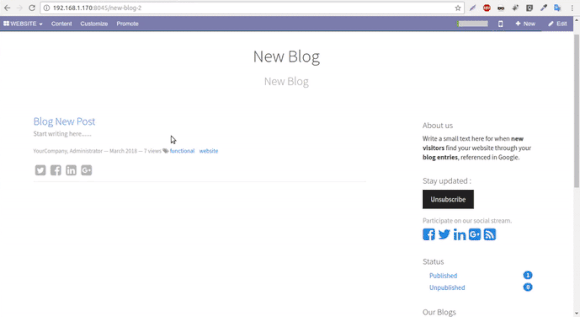 192.168.1.170:8045/new-blog-2
WEBSITE Content Customize Promote
New Edit
New Blog
New Blog
Blog New Post
Start writing here......
YourCompany, Administrator — March 2018 — 7 views functional website
About us
Write a small text here for when new
visitors find your website through your
blog entries, referenced in Google.
Stay updated :
Unsubscribe
Participate on our social stream.
Status
Published 1
Unpublished 0
Our Blogs